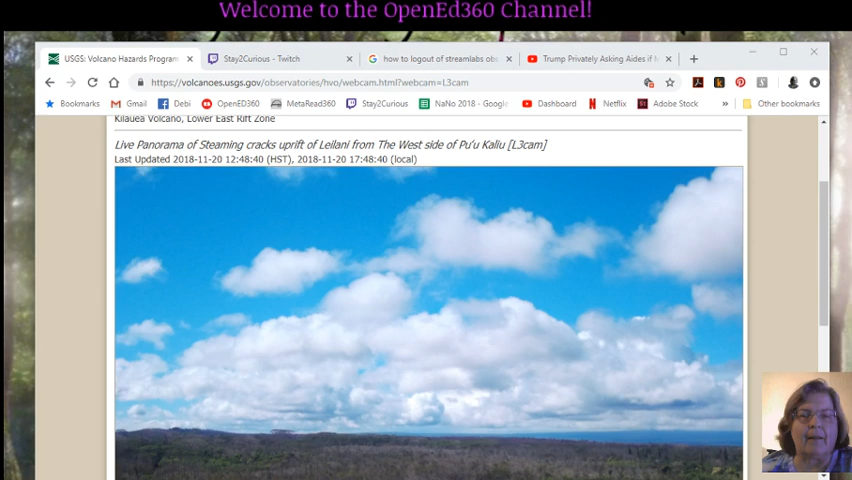 Welcome to the OpenEd360 Channel!
USGS: Volcano Hazards Program
Stay2Curious - Twitch
how to logout of streamlabs obs
Trump Privately Asking Aides if
https://volcanoes.usgs.gov/observatories/hvo/webcam.html?webcam=L3cam
Bookmarks Gmail Debi OpenED360 MetaRead360 Stay2Curious NaNo 2018 - Google Dashboard Netflix Adobe Stock » Other bookmarks
Kilauea Volcano, Lower East Rift Zone
Live Panorama of Steaming cracks uprift of Leilani from The West side of Pu'u Kaliu [L3cam]
Last Updated 2018-11-20 12:48:40 (HST), 2018-11-20 17:48:40 (local)